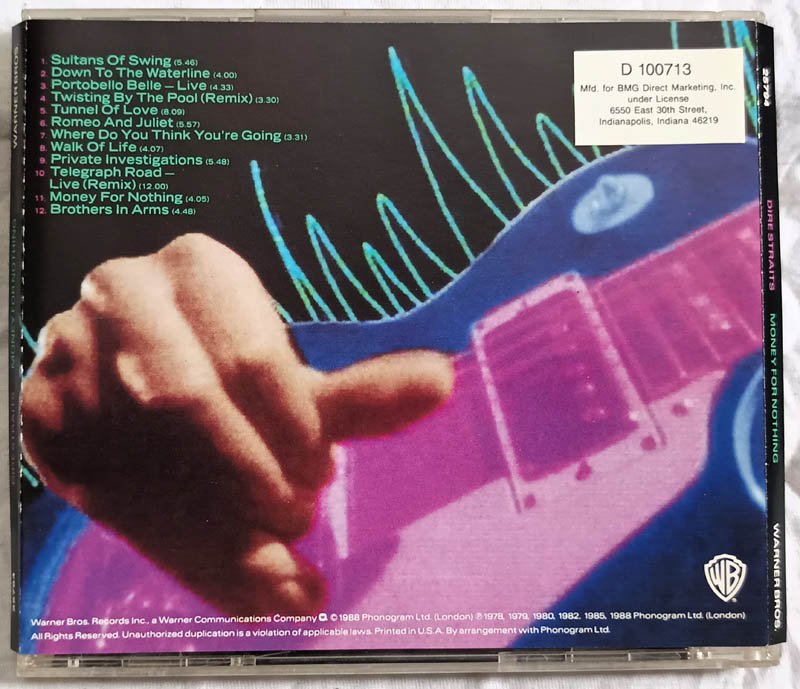 1. Sultans Of Swing (5.46)
2. Down To The Waterline (4.00)
3. Portobello Belle – Live (4.33)
4. Twisting By The Pool (Remix) (3.30)
5. Tunnel Of Love (8.09)
6. Romeo And Juliet (5.57)
7. Where Do You Think You're Going (3.31)
8. Walk Of Life (4.07)
9. Private Investigations (5.48)
10. Telegraph Road –
Live (Remix) (12.00)
11. Money For Nothing (4.05)
12. Brothers In Arms (4.48)
D 100713
Mfd. for BMG Direct Marketing, Inc.
under License
6550 East 30th Street,
Indianapolis, Indiana 46219
25794
DIRE STRAITS MONEY FOR NOTHING
WARNER BROS.
WARNER BROS.
MONEY FOR NOTHING
WB
Warner Bros. Records Inc., a Warner Communications Company © 1988 Phonogram Ltd. (London) ℗ 1978, 1979, 1980, 1982, 1985, 1988 Phonogram Ltd. (London)
All Rights Reserved. Unauthorized duplication is a violation of applicable laws. Printed in U.S.A. By arrangement with Phonogram Ltd.